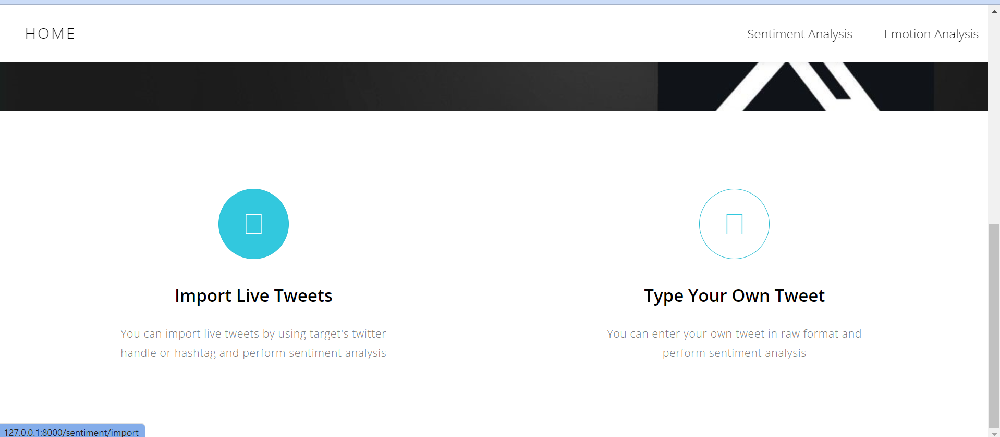 HOME
Sentiment Analysis
Emotion Analysis
Import Live Tweets
You can import live tweets by using target's twitter
handle or hashtag and perform sentiment analysis
Type Your Own Tweet
You can enter your own tweet in raw format and
perform sentiment analysis
127.0.0.1:8000/sentiment/import